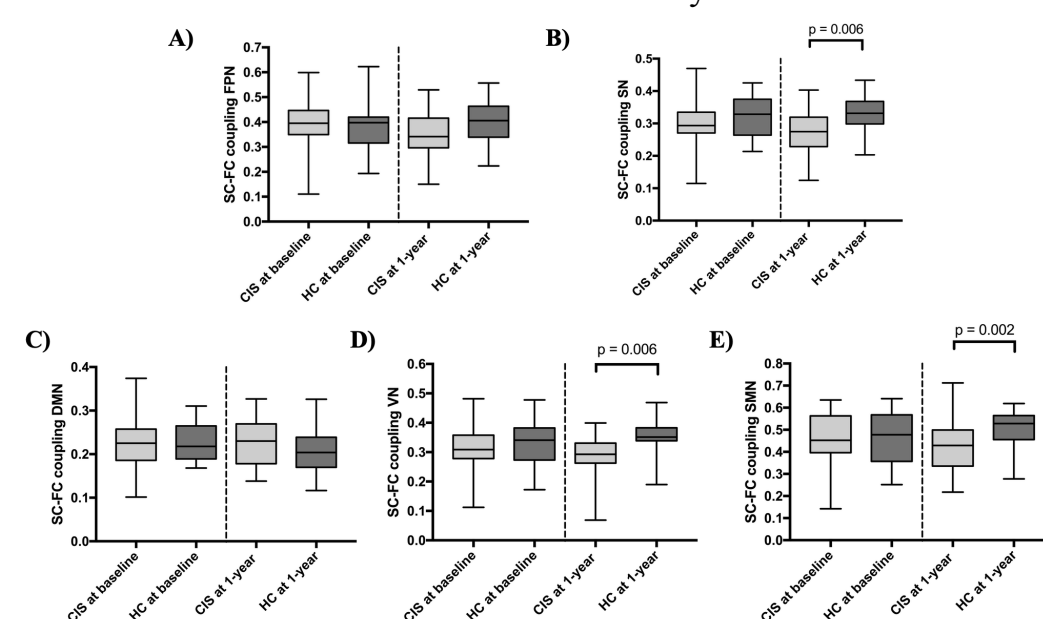 A)
SC-FC coupling FPN
0.7
0.6
0.5
0.4
0.3
0.2
0.1
0.0
CIS at baseline
HC at baseline
CIS at 1-year
HC at 1-year
B)
p = 0.006
SC-FC coupling SN
0.5
0.4
0.3
0.2
0.1
0.0
CIS at baseline
HC at baseline
CIS at 1-year
HC at 1-year
C)
SC-FC coupling DMN
0.4
0.3
0.2
0.1
0.0
CIS at baseline
HC at baseline
CIS at 1-year
HC at 1-year
D)
p = 0.006
SC-FC coupling VN
0.6
0.5
0.4
0.3
0.2
0.1
0.0
CIS at baseline
HC at baseline
CIS at 1-year
HC at 1-year
E)
p = 0.002
SC-FC coupling SMN
0.8
0.7
0.6
0.5
0.4
0.3
0.2
0.1
0.0
CIS at baseline
HC at baseline
CIS at 1-year
HC at 1-year